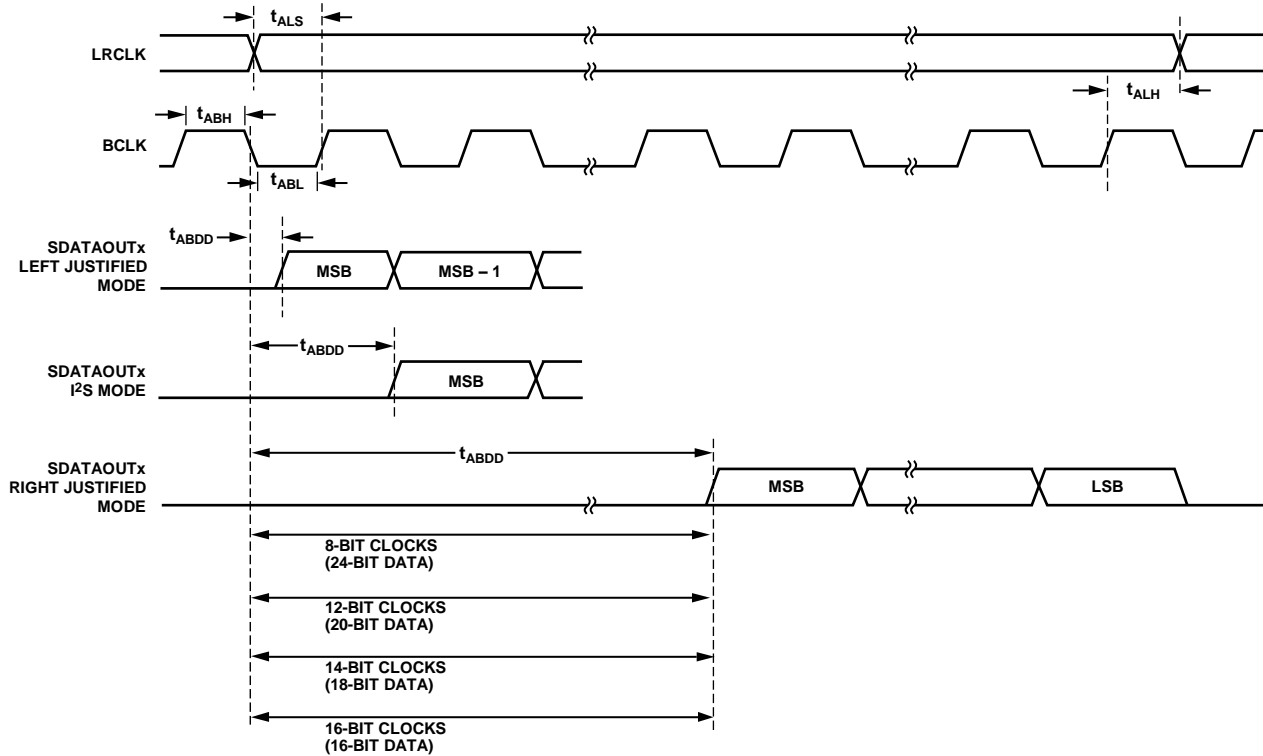 tALS
LRCLK
tALH
tABH
BCLK
tABL
tABDD
SDATAOUTx
LEFT JUSTIFIED
MODE
MSB
MSB – 1
tABDD
SDATAOUTx
I2S MODE
MSB
tABDD
SDATAOUTx
RIGHT JUSTIFIED
MODE
MSB
LSB
8-BIT CLOCKS
(24-BIT DATA)
12-BIT CLOCKS
(20-BIT DATA)
14-BIT CLOCKS
(18-BIT DATA)
16-BIT CLOCKS
(16-BIT DATA)